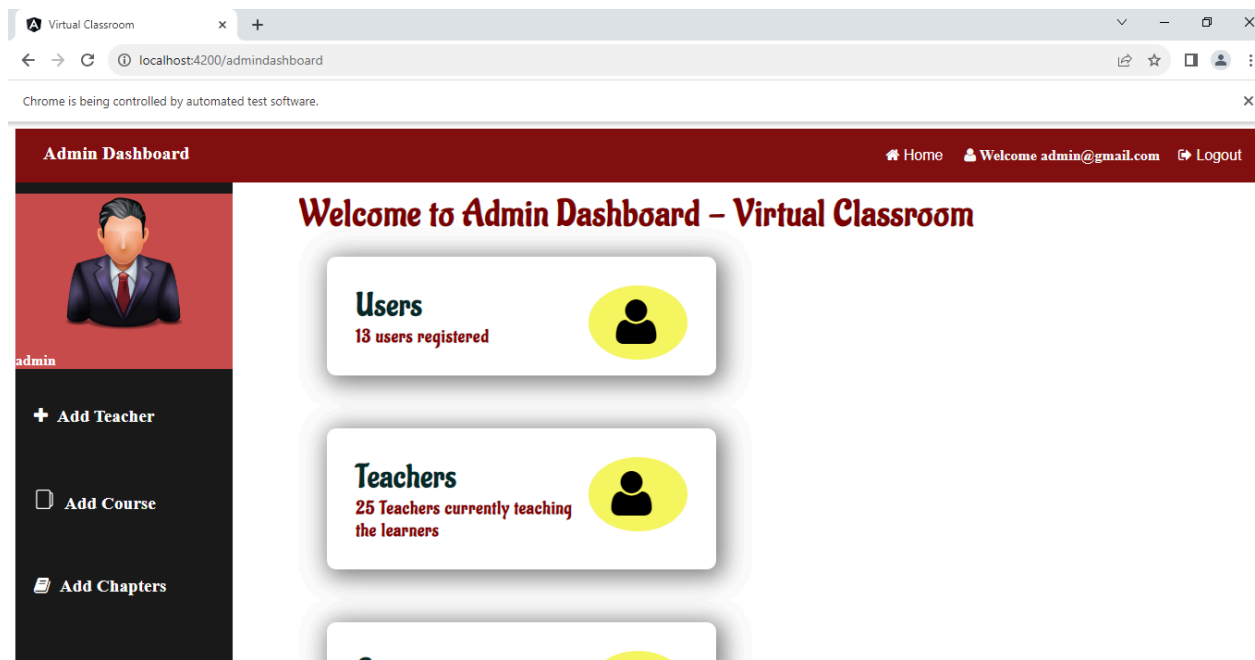 Virtual Classroom
localhost:4200/admindashboard
Chrome is being controlled by automated test software.
Admin Dashboard
Home Welcome admin@gmail.com Logout
Welcome to Admin Dashboard – Virtual Classroom
admin
Add Teacher
Add Course
Add Chapters
Users
13 users registered
Teachers
25 Teachers currently teaching
the learners